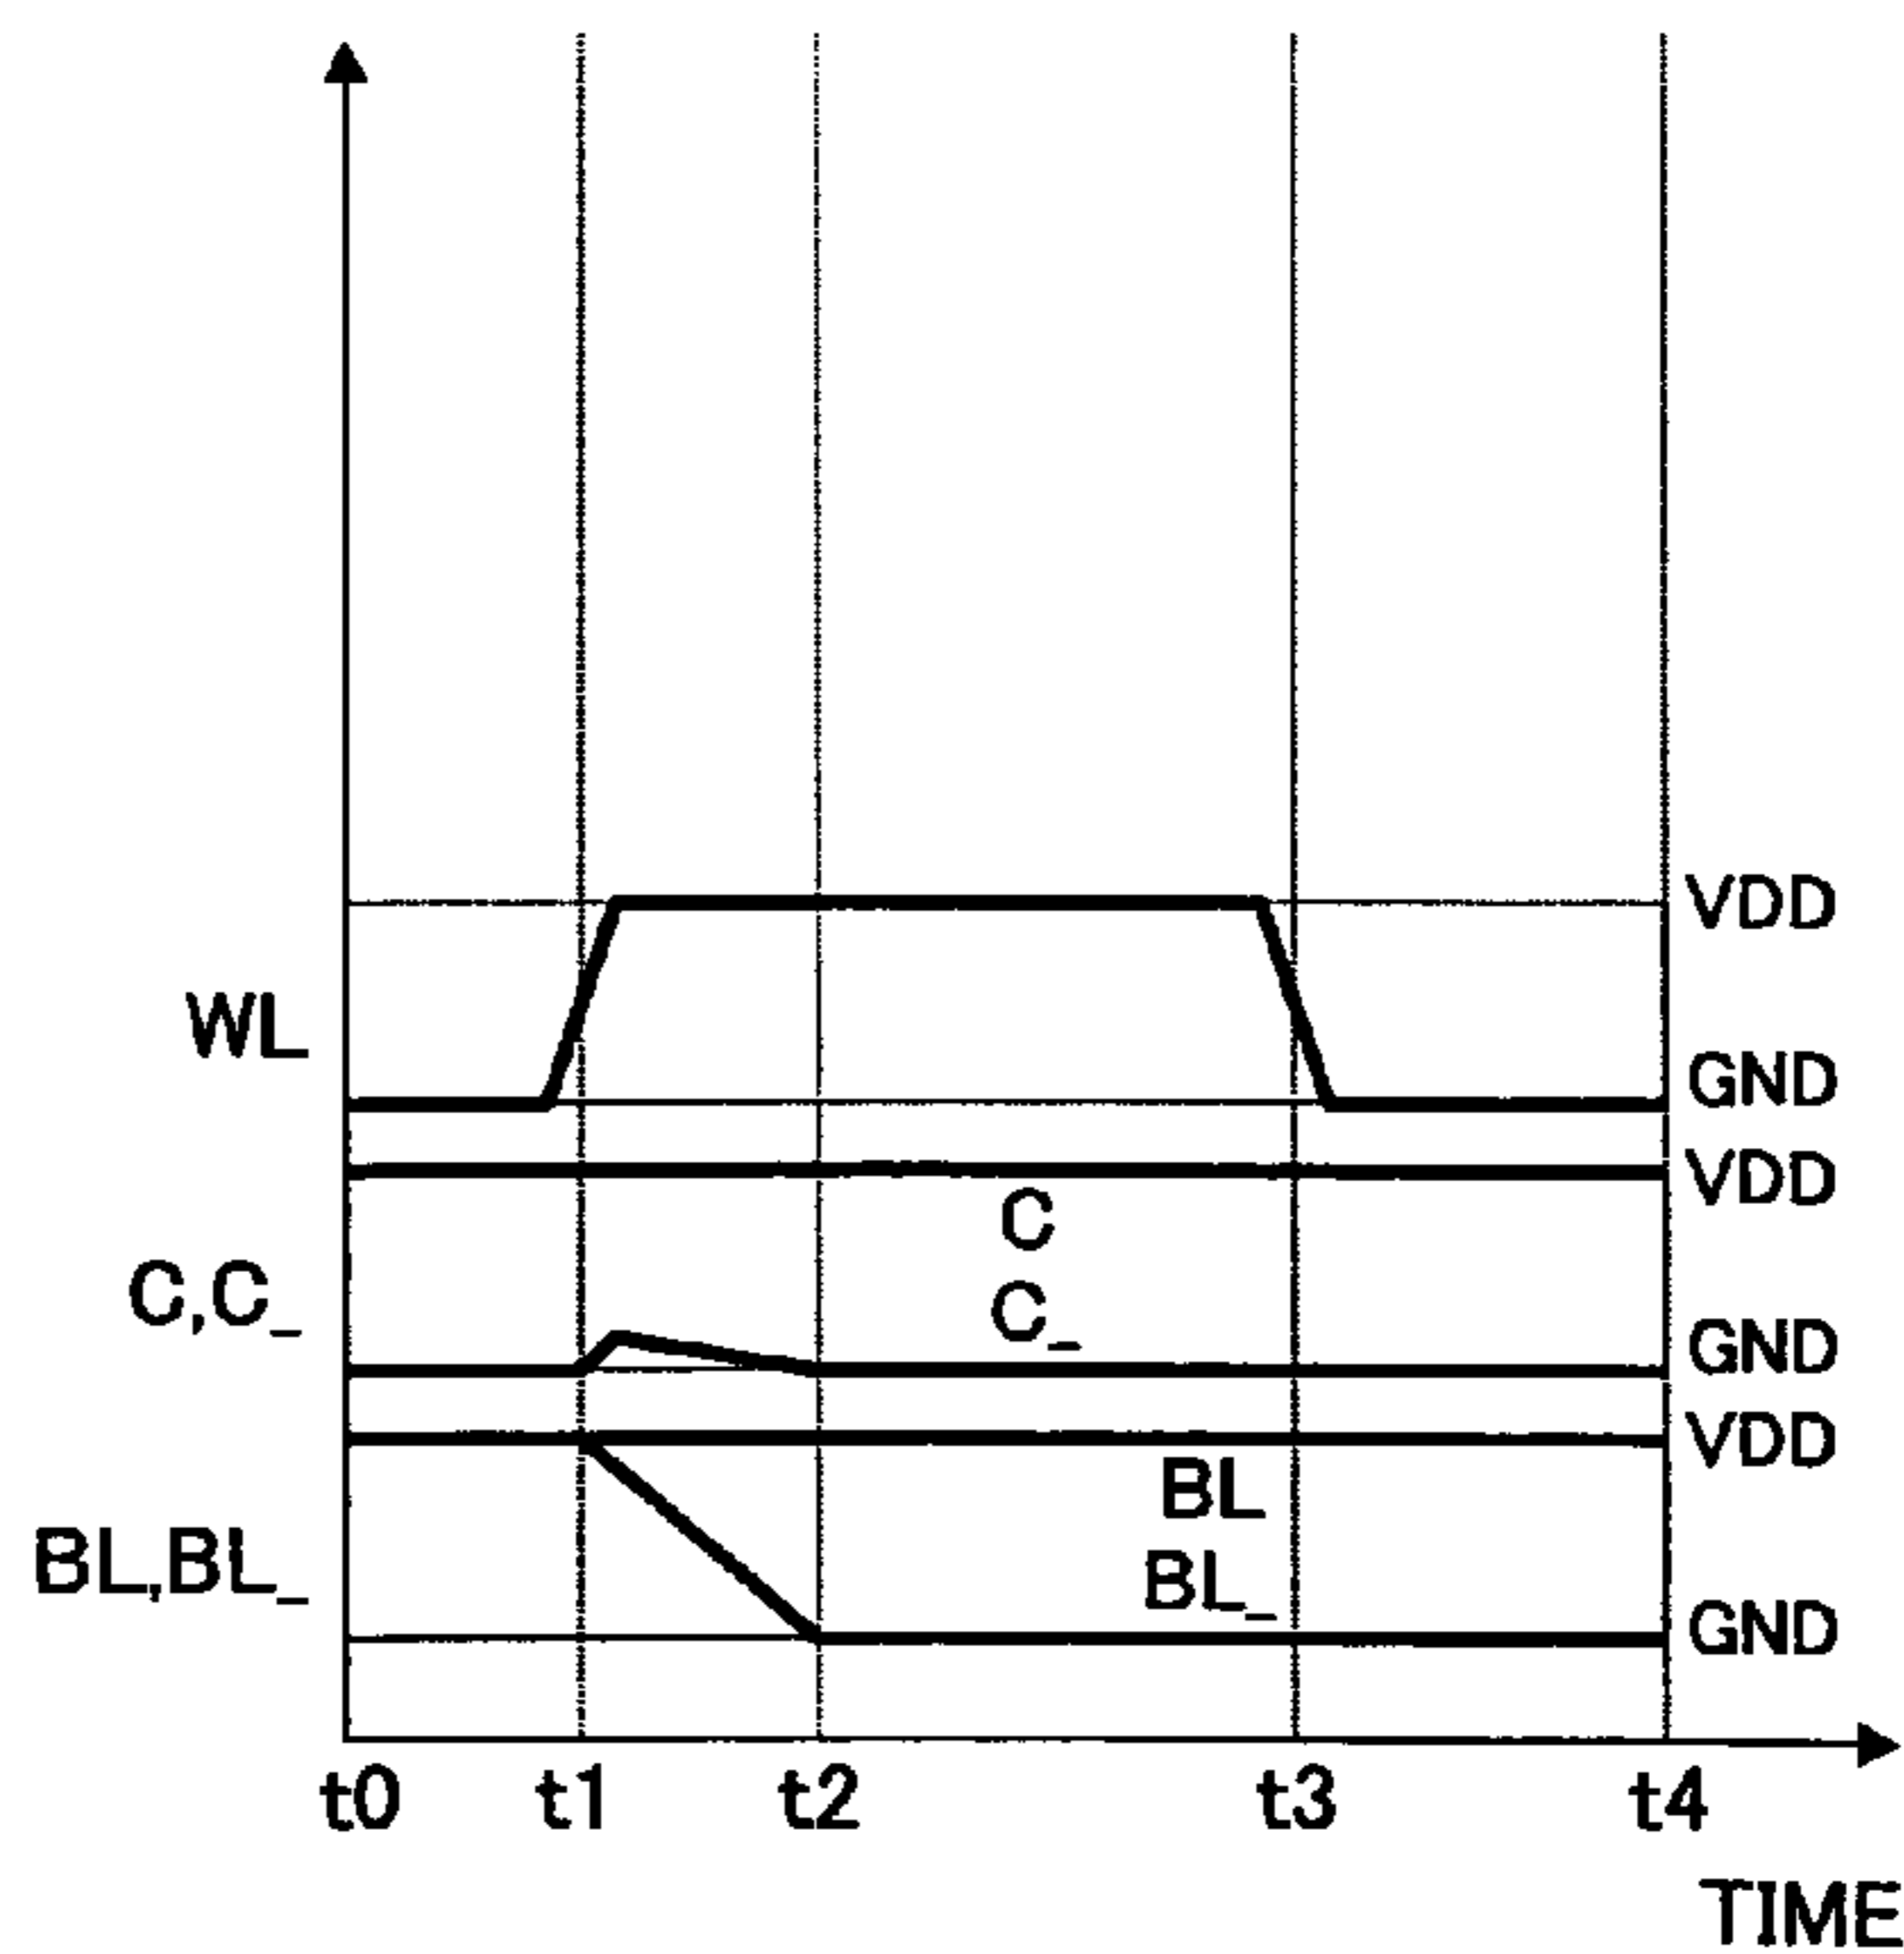 VDD
WL
GND
VDD
C
C,C_
C_
GND
VDD
BL
BL,BL_
BL_
GND
t0 t1 t2 t3 t4
TIME